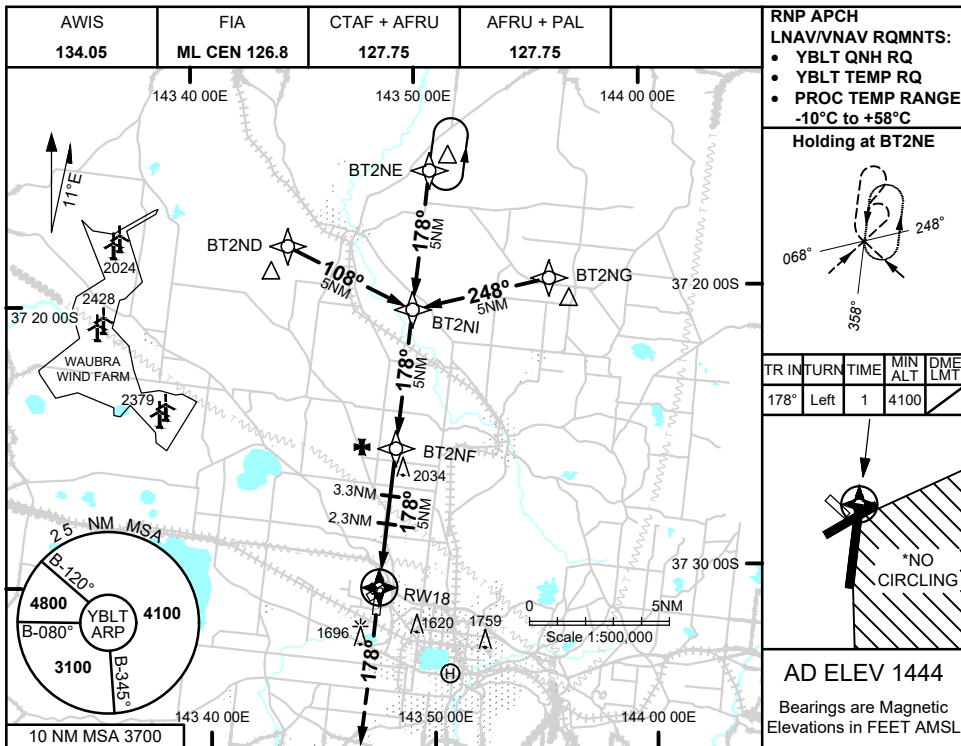 AWIS
134.05
FIA
ML CEN 126.8
CTAF + AFRU
127.75
AFRU + PAL
127.75
RNP APCH
LNAV/VNAV RQMNTS:
• YBLT QNH RQ
• YBLT TEMP RQ
• PROC TEMP RANGE
-10°C to +58°C
143 40 00E
143 50 00E
144 00 00E
11°E
BT2NE
178°
5NM
BT2ND
108°
5NM
BT2NG
248°
5NM
BT2NI
37 20 00S
37 20 00S
2024
2428
WAUBRA
WIND FARM
2379
178°
5NM
BT2NF
2034
3.3NM
2.3NM
178°
5NM
37 30 00S
RW18
1696
1620
1759
H
178°
0
5NM
Scale 1:500,000
25 NM MSA
B-120°
4800
YBLT
ARP
4100
B-080°
3100
B-345°
10 NM MSA 3700
143 40 00E
143 50 00E
144 00 00E
Holding at BT2NE
248°
068°
358°
TR IN
TURN
TIME
MIN
ALT
DME
LMT
178°
Left
1
4100
*NO
CIRCLING
AD ELEV 1444
Bearings are Magnetic
Elevations in FEET AMSL